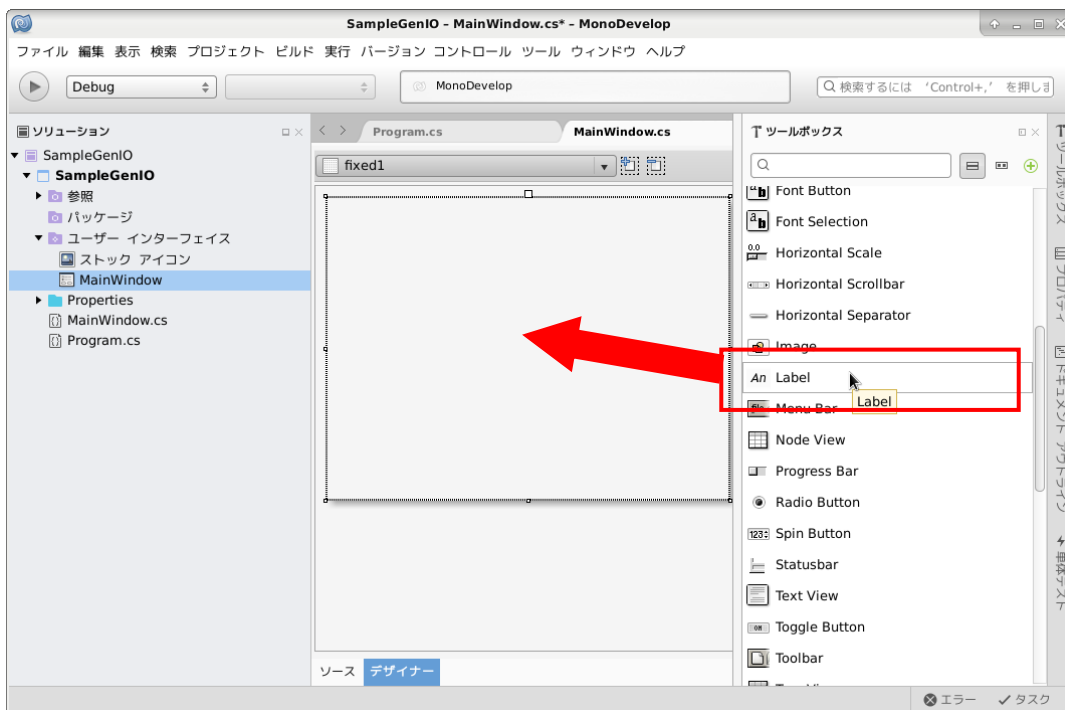 SampleGenIO - MainWindow.cs* - MonoDevelop
ファイル 編集 表示 検索 プロジェクト ビルド 実行 バージョン コントロール ツール ウィンドウ ヘルプ
Debug
MonoDevelop
検索するには ‘Control+,’ を押しま
ソリューション
SampleGenIO
SampleGenIO
参照
パッケージ
ユーザー インターフェイス
ストック アイコン
MainWindow
Properties
MainWindow.cs
Program.cs
Program.cs
MainWindow.cs
fixed1
ソース デザイナー
ツールボックス
Font Button
Font Selection
Horizontal Scale
Horizontal Scrollbar
Horizontal Separator
Image
Label
Label
Menu Bar
Node View
Progress Bar
Radio Button
Spin Button
Statusbar
Text View
Toggle Button
Toolbar
ツールボックス
プロパティ
ドキュメント アウトライン
単体テスト
エラー タスク